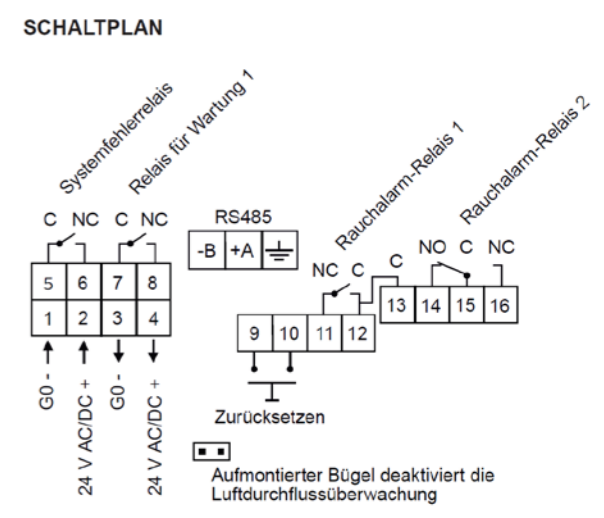 SCHALTPLAN
Systemfehlerrelais
Relais für Wartung 1
Rauchalarm-Relais 1
Rauchalarm-Relais 2
C NC C NC
RS485
-B +A
NO C NC
NC C C
5 6 7 8
1 2 3 4
13 14 15 16
9 10 11 12
G0 -
24 V AC/DC +
G0 -
24 V AC/DC +
Zurücksetzen
Aufmontierter Bügel deaktiviert die
Luftdurchflussüberwachung